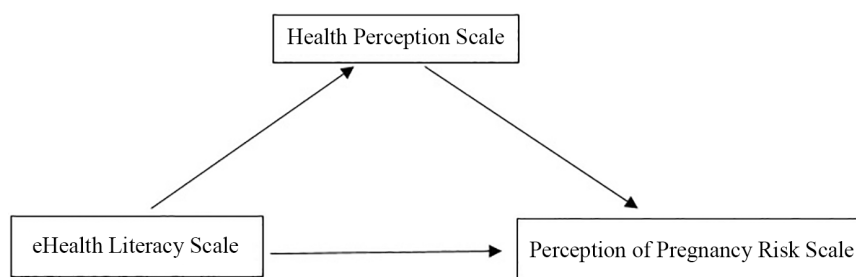 Health Perception Scale
eHealth Literacy Scale
Perception of Pregnancy Risk Scale